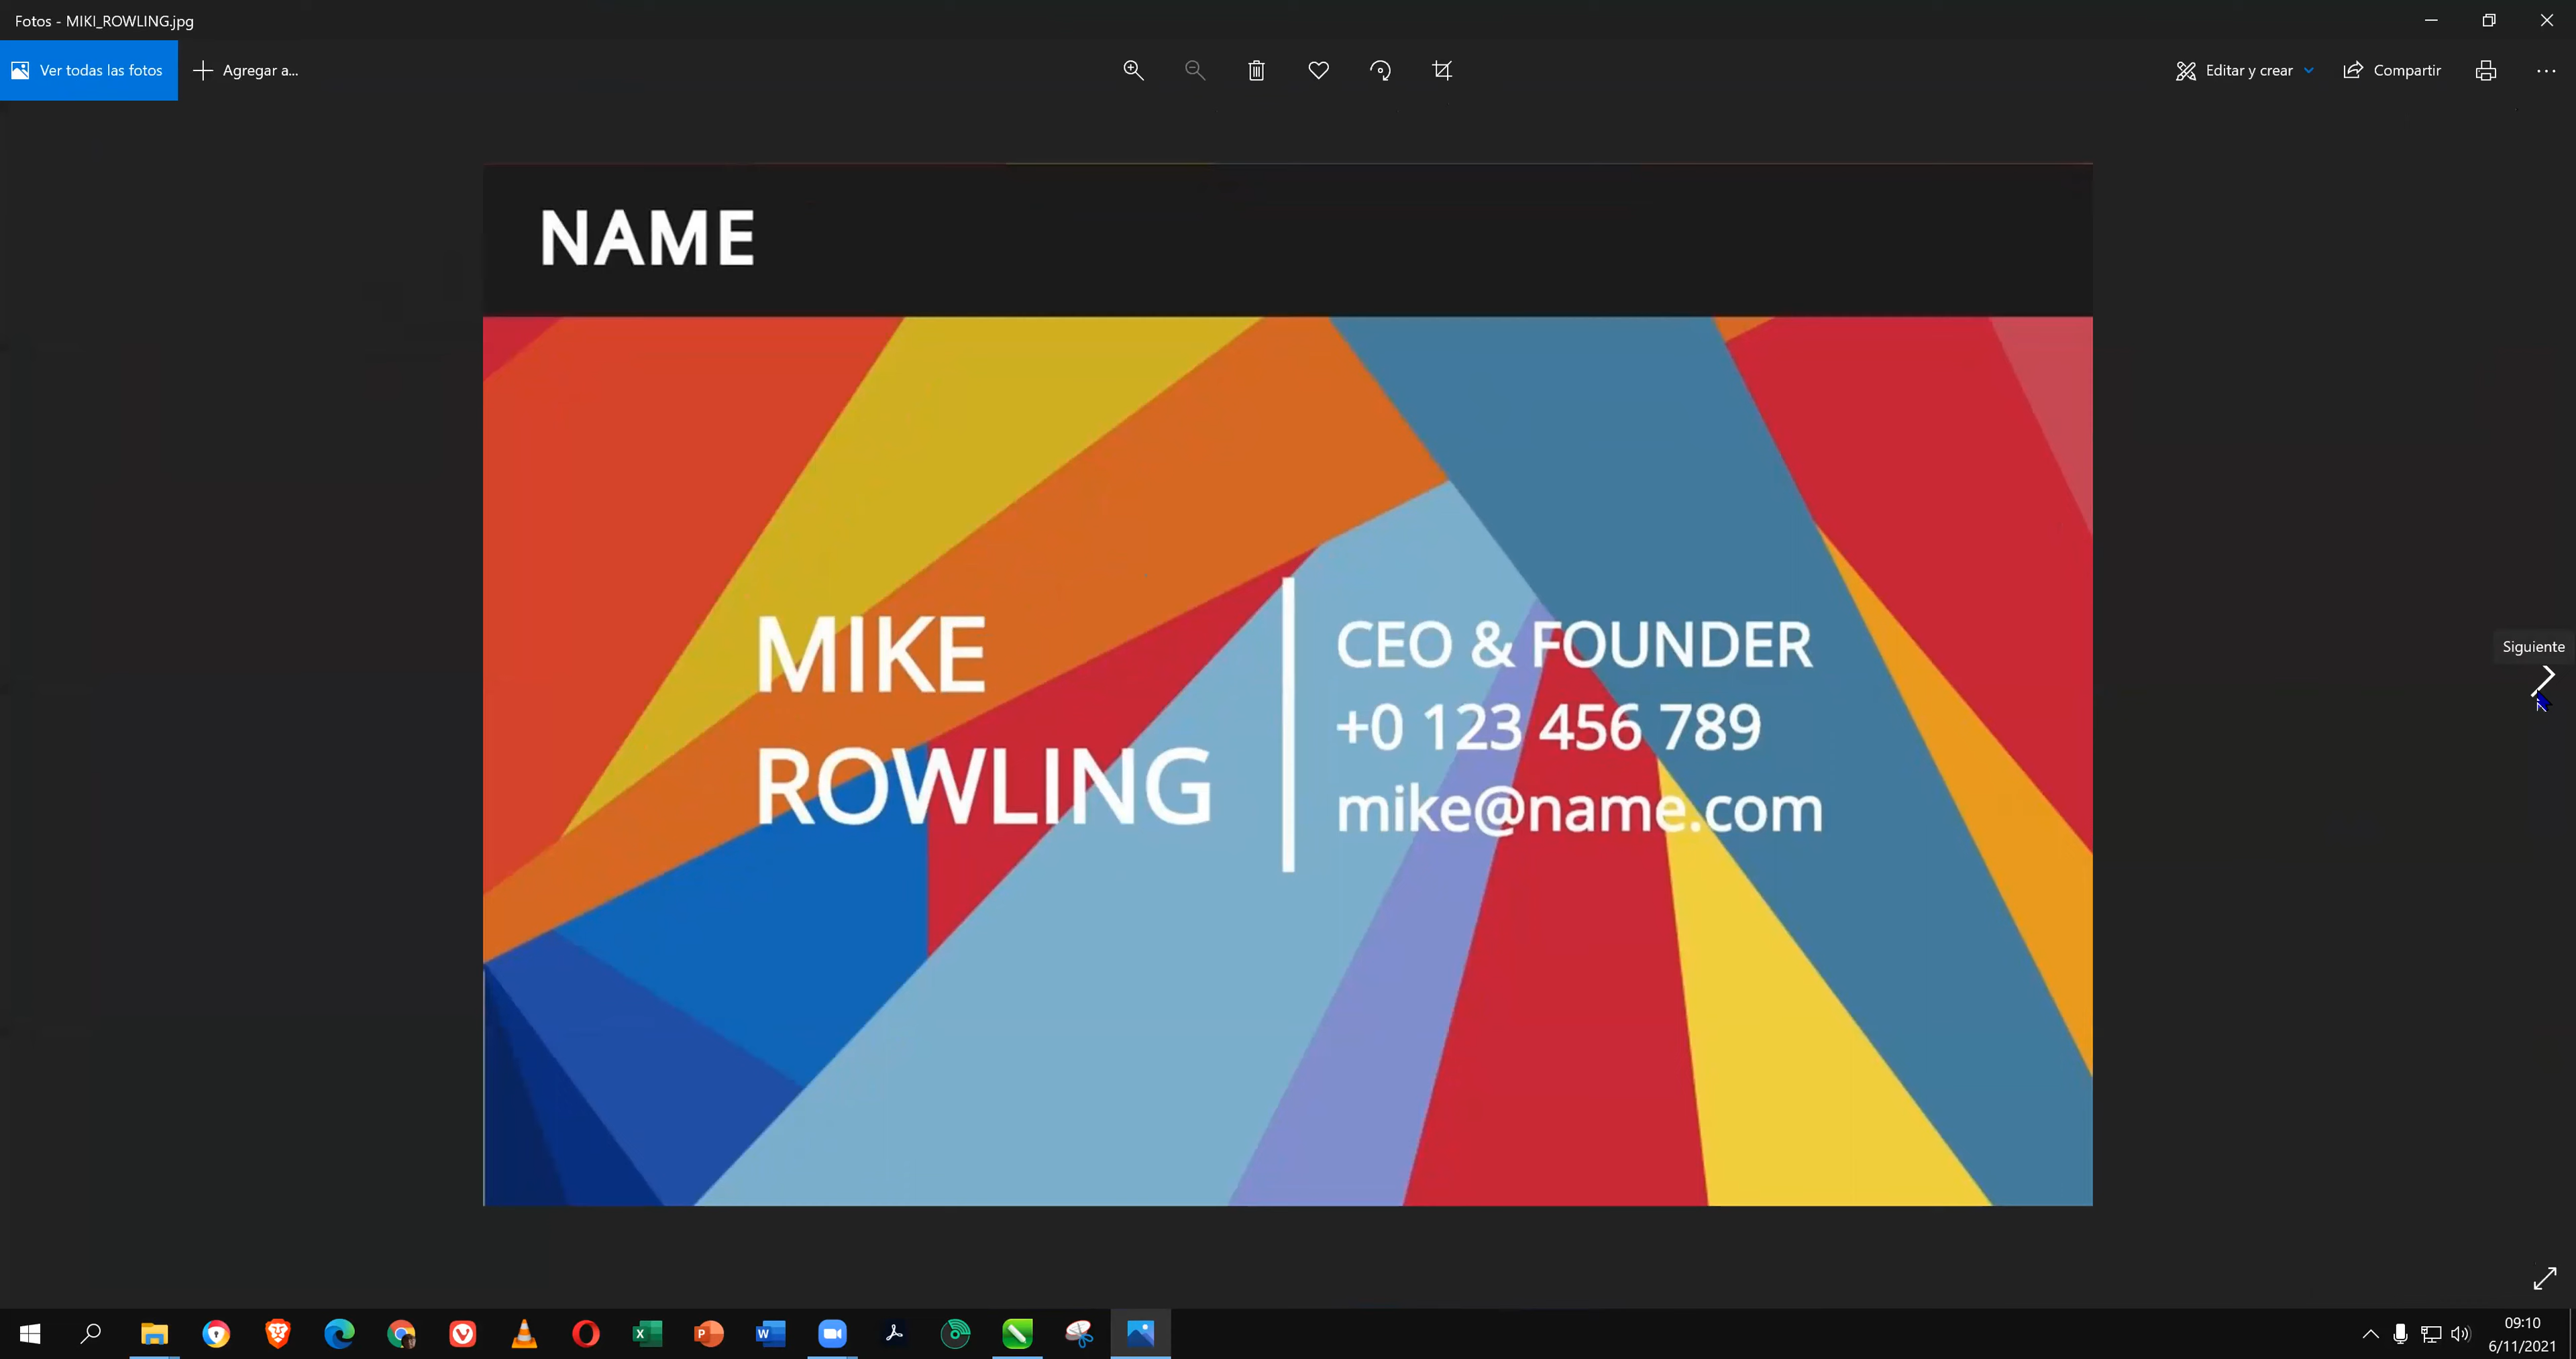 Fotos - MIKI_ROWLING.jpg
Ver todas las fotos
Agregar a...
Editar y crear
Compartir
NAME
MIKE
ROWLING
CEO & FOUNDER
+0 123 456 789
mike@name.com
Siguiente
09:10
6/11/2021